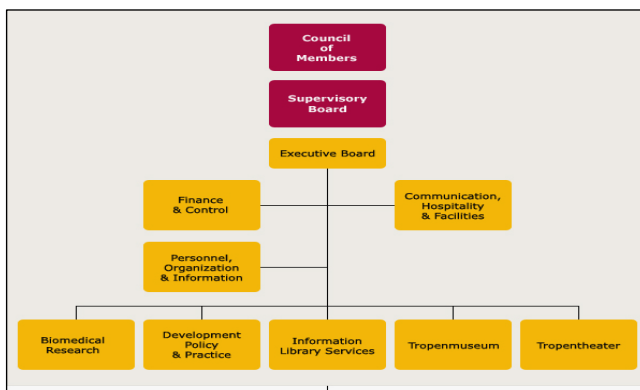 Council
of
Members
Supervisory
Board
Executive Board
Finance
& Control
Communication,
Hospitality
& Facilities
Personnel,
Organization
& Information
Biomedical
Research
Development
Policy
& Practice
Information
Library Services
Tropenmuseum
Tropentheater